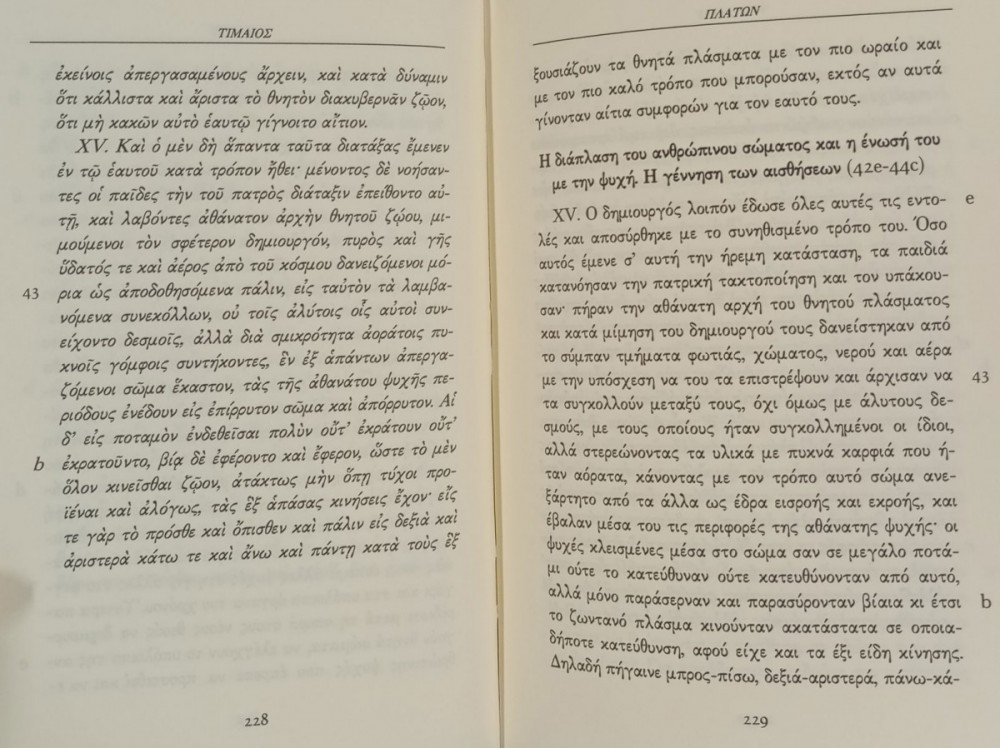 ΤΙΜΑΙΟΣ
ἐκείνοις ἀπεργασαμένους ἄρχειν, καὶ κατὰ δύναμιν
ὅτι κάλλιστα καὶ ἄριστα τὸ θνητὸν διακυβερνᾶν ζῷον,
ὅτι μὴ κακῶν αὐτὸ ἑαυτῷ γίγνοιτο αἴτιον.
XV. Καὶ ὁ μὲν δὴ ἅπαντα ταῦτα διατάξας ἔμενεν
ἐν τῷ ἑαυτοῦ κατὰ τρόπον ἤθει· μένοντος δὲ νοήσαν-
τες οἱ παῖδες τὴν τοῦ πατρὸς διάταξιν ἐπείθοντο αὐ-
τῇ, καὶ λαβόντες ἀθάνατον ἀρχὴν θνητοῦ ζῴου, μι-
μούμενοι τὸν σφέτερον δημιουργόν, πυρὸς καὶ γῆς
ὕδατός τε καὶ ἀέρος ἀπὸ τοῦ κόσμου δανειζόμενοι μό-
43 ρια ὡς ἀποδοθησόμενα πάλιν, εἰς ταὐτὸν τὰ λαμβα-
νόμενα συνεκόλλων, οὐ τοῖς ἀλύτοις οἷς αὐτοὶ συν-
είχοντο δεσμοῖς, ἀλλὰ διὰ σμικρότητα ἀοράτοις πυ-
κνοῖς γόμφοις συντήκοντες, ἓν ἐξ ἁπάντων ἀπεργα-
ζόμενοι σῶμα ἕκαστον, τὰς τῆς ἀθανάτου ψυχῆς πε-
ριόδους ἐνέδουν εἰς ἐπίρρυτον σῶμα καὶ ἀπόρρυτον. Αἱ
δ' εἰς ποταμὸν ἐνδεθεῖσαι πολὺν οὔτ' ἐκράτουν οὔτ'
b ἐκρατοῦντο, βίᾳ δὲ ἐφέροντο καὶ ἔφερον, ὥστε τὸ μὲν
ὅλον κινεῖσθαι ζῷον, ἀτάκτως μὴν ὅπῃ τύχοι προ-
ϊέναι καὶ ἀλόγως, τὰς ἓξ ἁπάσας κινήσεις ἔχον· εἴς
τε γὰρ τὸ πρόσθε καὶ ὄπισθεν καὶ πάλιν εἰς δεξιὰ καὶ
ἀριστερὰ κάτω τε καὶ ἄνω καὶ πάντῃ κατὰ τοὺς ἓξ
228
ΠΛΑΤΩΝ
ξουσιάζουν τα θνητά πλάσματα με τον πιο ωραίο και
με τον πιο καλό τρόπο που μπορούσαν, εκτός αν αυτά
γίνονταν αίτια συμφορών για τον εαυτό τους.
Η διάπλαση του ανθρώπινου σώματος και η ένωσή του
με την ψυχή. Η γέννηση των αισθήσεων (42e-44c)
XV. Ο δημιουργός λοιπόν έδωσε όλες αυτές τις εντο- e
λές και αποσύρθηκε με το συνηθισμένο τρόπο του. Όσο
αυτός έμενε σ' αυτή την ήρεμη κατάσταση, τα παιδιά
κατανόησαν την πατρική τακτοποίηση και τον υπάκου-
σαν· πήραν την αθάνατη αρχή του θνητού πλάσματος
και κατά μίμηση του δημιουργού τους δανείστηκαν από
το σύμπαν τμήματα φωτιάς, χώματος, νερού και αέρα
με την υπόσχεση να του τα επιστρέψουν και άρχισαν να 43
τα συγκολλούν μεταξύ τους, όχι όμως με άλυτους δε-
σμούς, με τους οποίους ήταν συγκολλημένοι οι ίδιοι,
αλλά στερεώνοντας τα υλικά με πυκνά καρφιά που ή-
ταν αόρατα, κάνοντας με τον τρόπο αυτό σώμα ανε-
ξάρτητο από τα άλλα ως έδρα εισροής και εκροής, και
έβαλαν μέσα του τις περιφορές της αθάνατης ψυχής· οι
ψυχές κλεισμένες μέσα στο σώμα σαν σε μεγάλο ποτά-
μι ούτε το κατεύθυναν ούτε κατευθύνονταν από αυτό,
αλλά μόνο παράσερναν και παρασύρονταν βίαια κι έτσι b
το ζωντανό πλάσμα κινούνταν ακατάστατα σε οποια-
δήποτε κατεύθυνση, αφού είχε και τα έξι είδη κίνησης.
Δηλαδή πήγαινε μπρος-πίσω, δεξιά-αριστερά, πάνω-κά-
229